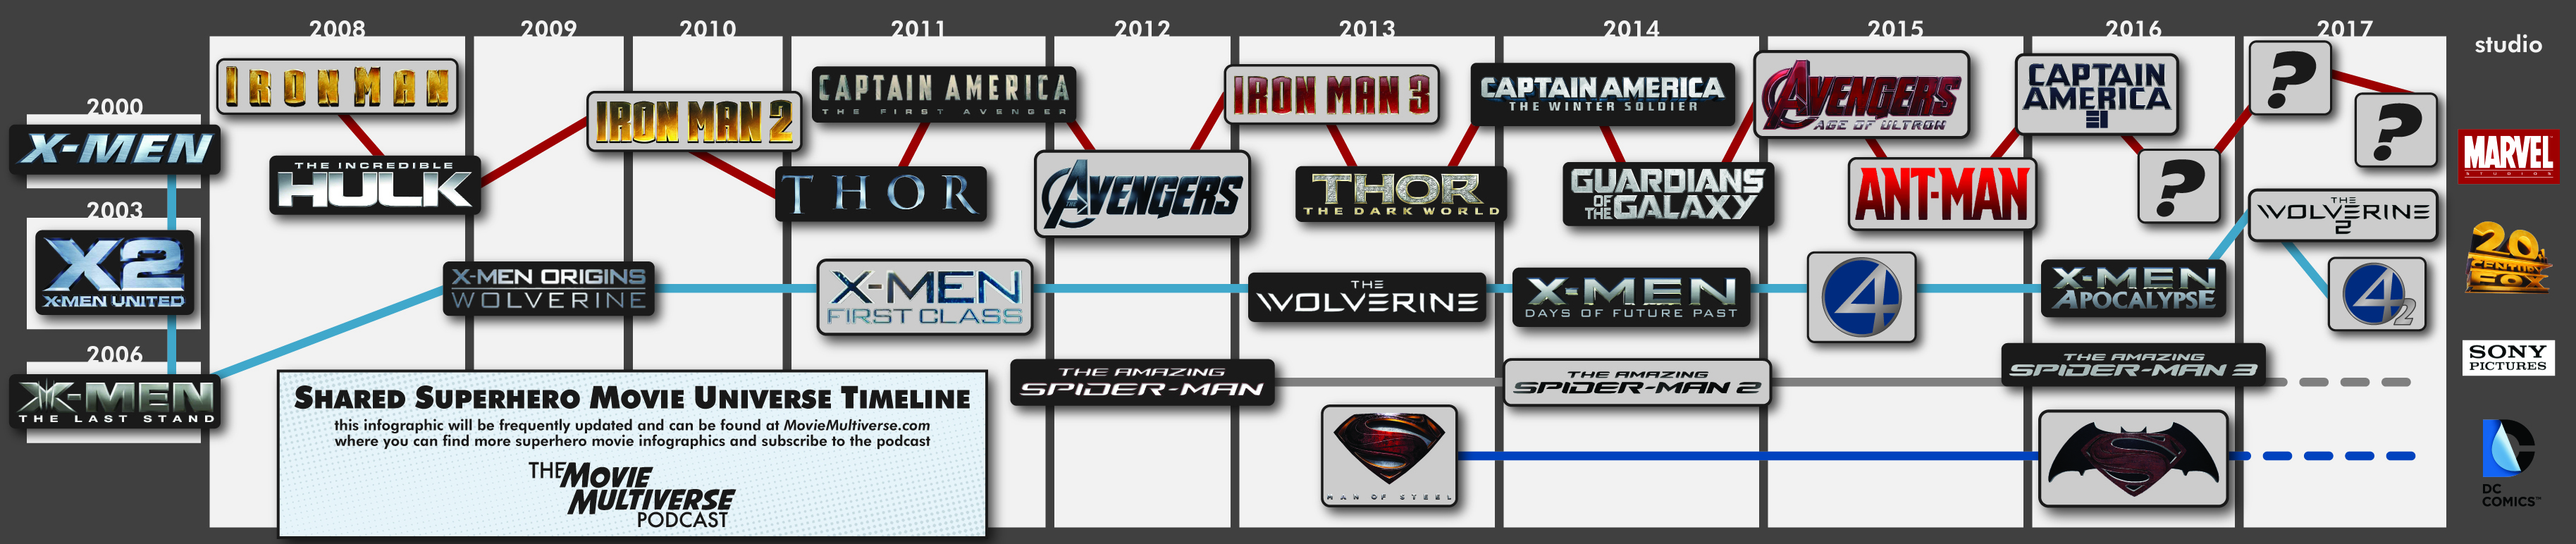 2008 2009 2010 2011 2012 2013 2014 2015 2016 2017
studio
2000
X-MEN
2003
X2
X-MEN UNITED
2006
X-MEN
THE LAST STAND
IRON MAN
THE INCREDIBLE
HULK
IRON MAN 2
CAPTAIN AMERICA
THE FIRST AVENGER
THOR
THE AVENGERS
IRON MAN 3
THOR
THE DARK WORLD
CAPTAIN AMERICA
THE WINTER SOLDIER
GUARDIANS
OF THE GALAXY
AVENGERS
AGE OF ULTRON
ANT-MAN
CAPTAIN
AMERICA
III
?
?
?
MARVEL
STUDIOS
X-MEN ORIGINS
WOLVERINE
X-MEN
FIRST CLASS
THE
WOLVERINE
X-MEN
DAYS OF FUTURE PAST
4
X-MEN
APOCALYPSE
THE
WOLVERINE
2
4 2
20
CENTURY
FOX
THE AMAZING
SPIDER-MAN
THE AMAZING
SPIDER-MAN 2
THE AMAZING
SPIDER-MAN 3
SONY
PICTURES
MAN OF STEEL
DC
COMICS™
SHARED SUPERHERO MOVIE UNIVERSE TIMELINE
this infographic will be frequently updated and can be found at MovieMultiverse.com
where you can find more superhero movie infographics and subscribe to the podcast
THE MOVIE
MULTIVERSE
PODCAST